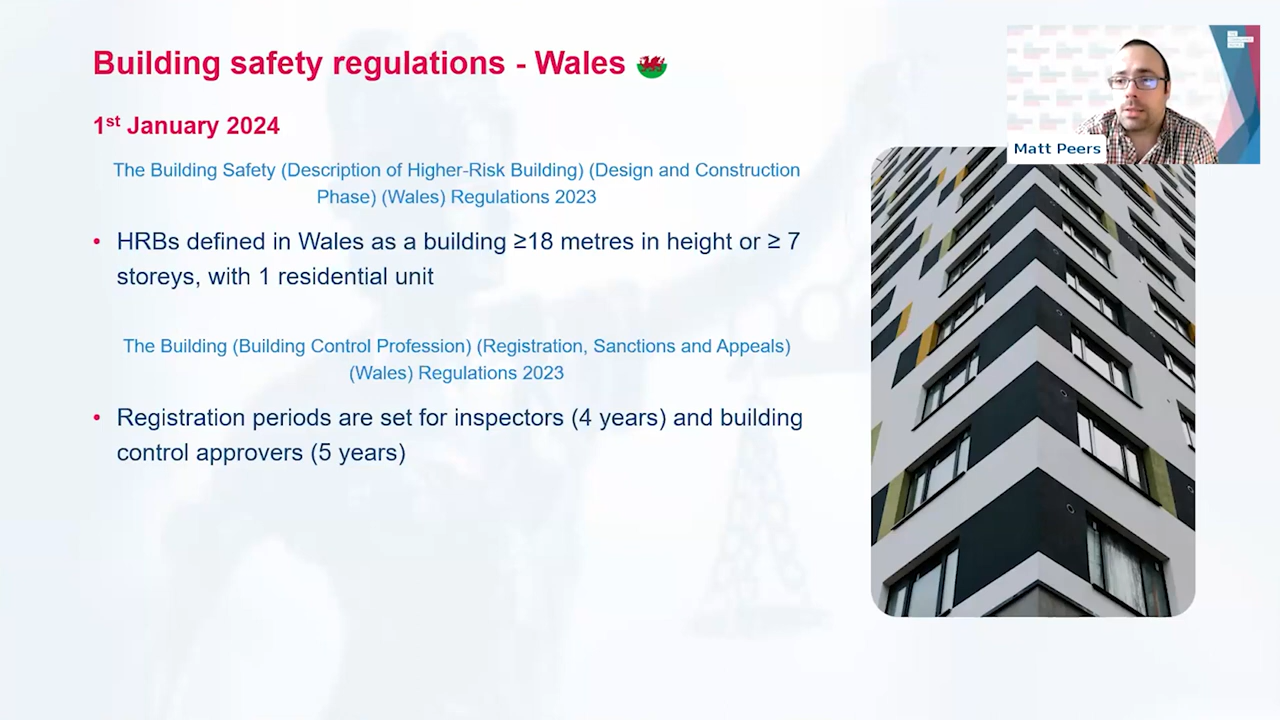 Building safety regulations - Wales
1st January 2024
The Building Safety (Description of Higher-Risk Building) (Design and Construction
Phase) (Wales) Regulations 2023
• HRBs defined in Wales as a building ≥18 metres in height or ≥ 7
storeys, with 1 residential unit
The Building (Building Control Profession) (Registration, Sanctions and Appeals)
(Wales) Regulations 2023
• Registration periods are set for inspectors (4 years) and building
control approvers (5 years)
Matt Peers